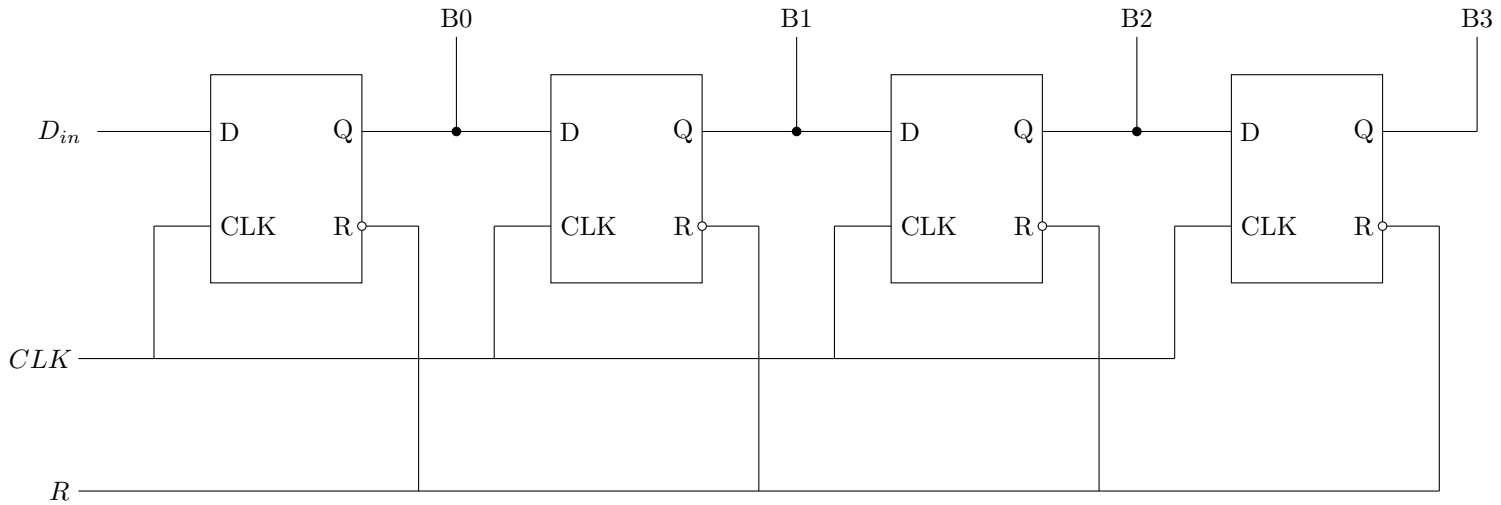 B0 B1 B2 B3
D_in D Q D Q D Q D Q
CLK R CLK R CLK R CLK R
CLK
R